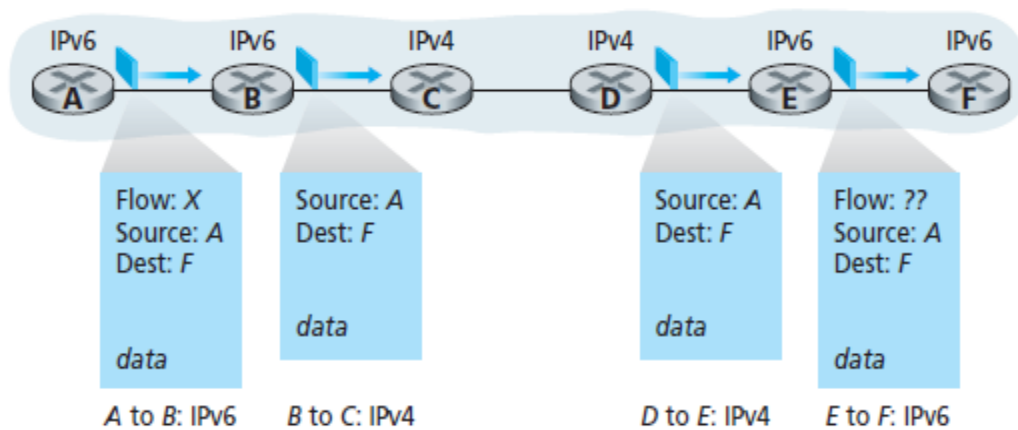 IPv6 IPv6 IPv4 IPv4 IPv6 IPv6
A B C D E F
Flow: X
Source: A
Dest: F
data
Source: A
Dest: F
data
Source: A
Dest: F
data
Flow: ??
Source: A
Dest: F
data
A to B: IPv6 B to C: IPv4 D to E: IPv4 E to F: IPv6